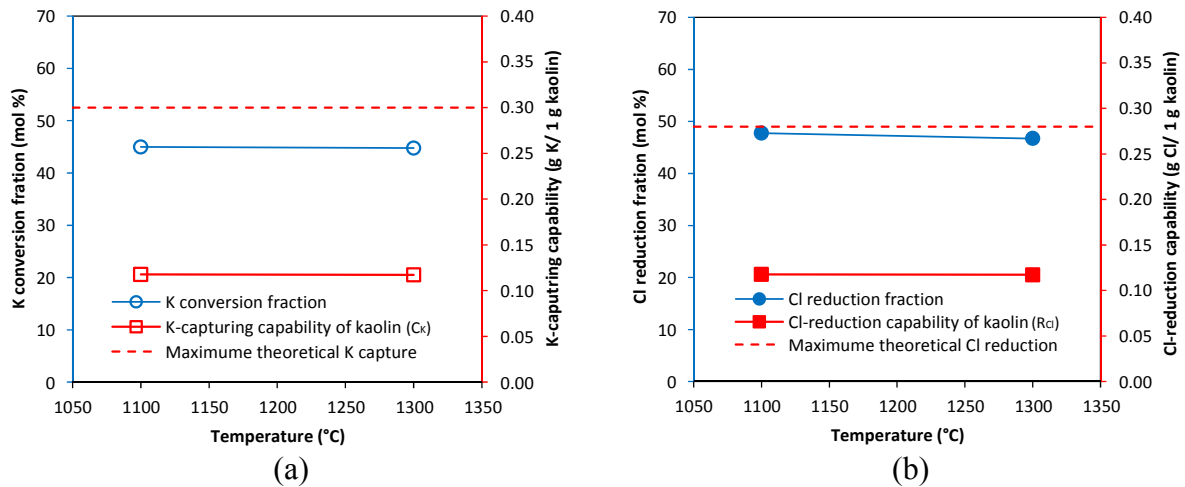 70
60
50
40
30
20
10
0
K conversion fration (mol %)
0.40
0.35
0.30
0.25
0.20
0.15
0.10
0.05
0.00
K-caputring capability (g K/ 1 g kaolin)
K conversion fraction
K-capturing capability of kaolin (CK)
Maximume theoretical K capture
1050 1100 1150 1200 1250 1300 1350
Temperature (°C)
(a)
70
60
50
40
30
20
10
0
Cl reduction fration (mol %)
0.40
0.35
0.30
0.25
0.20
0.15
0.10
0.05
0.00
Cl-reduction capability (g Cl/ 1 g kaolin)
Cl reduction fraction
Cl-reduction capability of kaolin (RCl)
Maximume theoretical Cl reduction
1050 1100 1150 1200 1250 1300 1350
Temperature (°C)
(b)